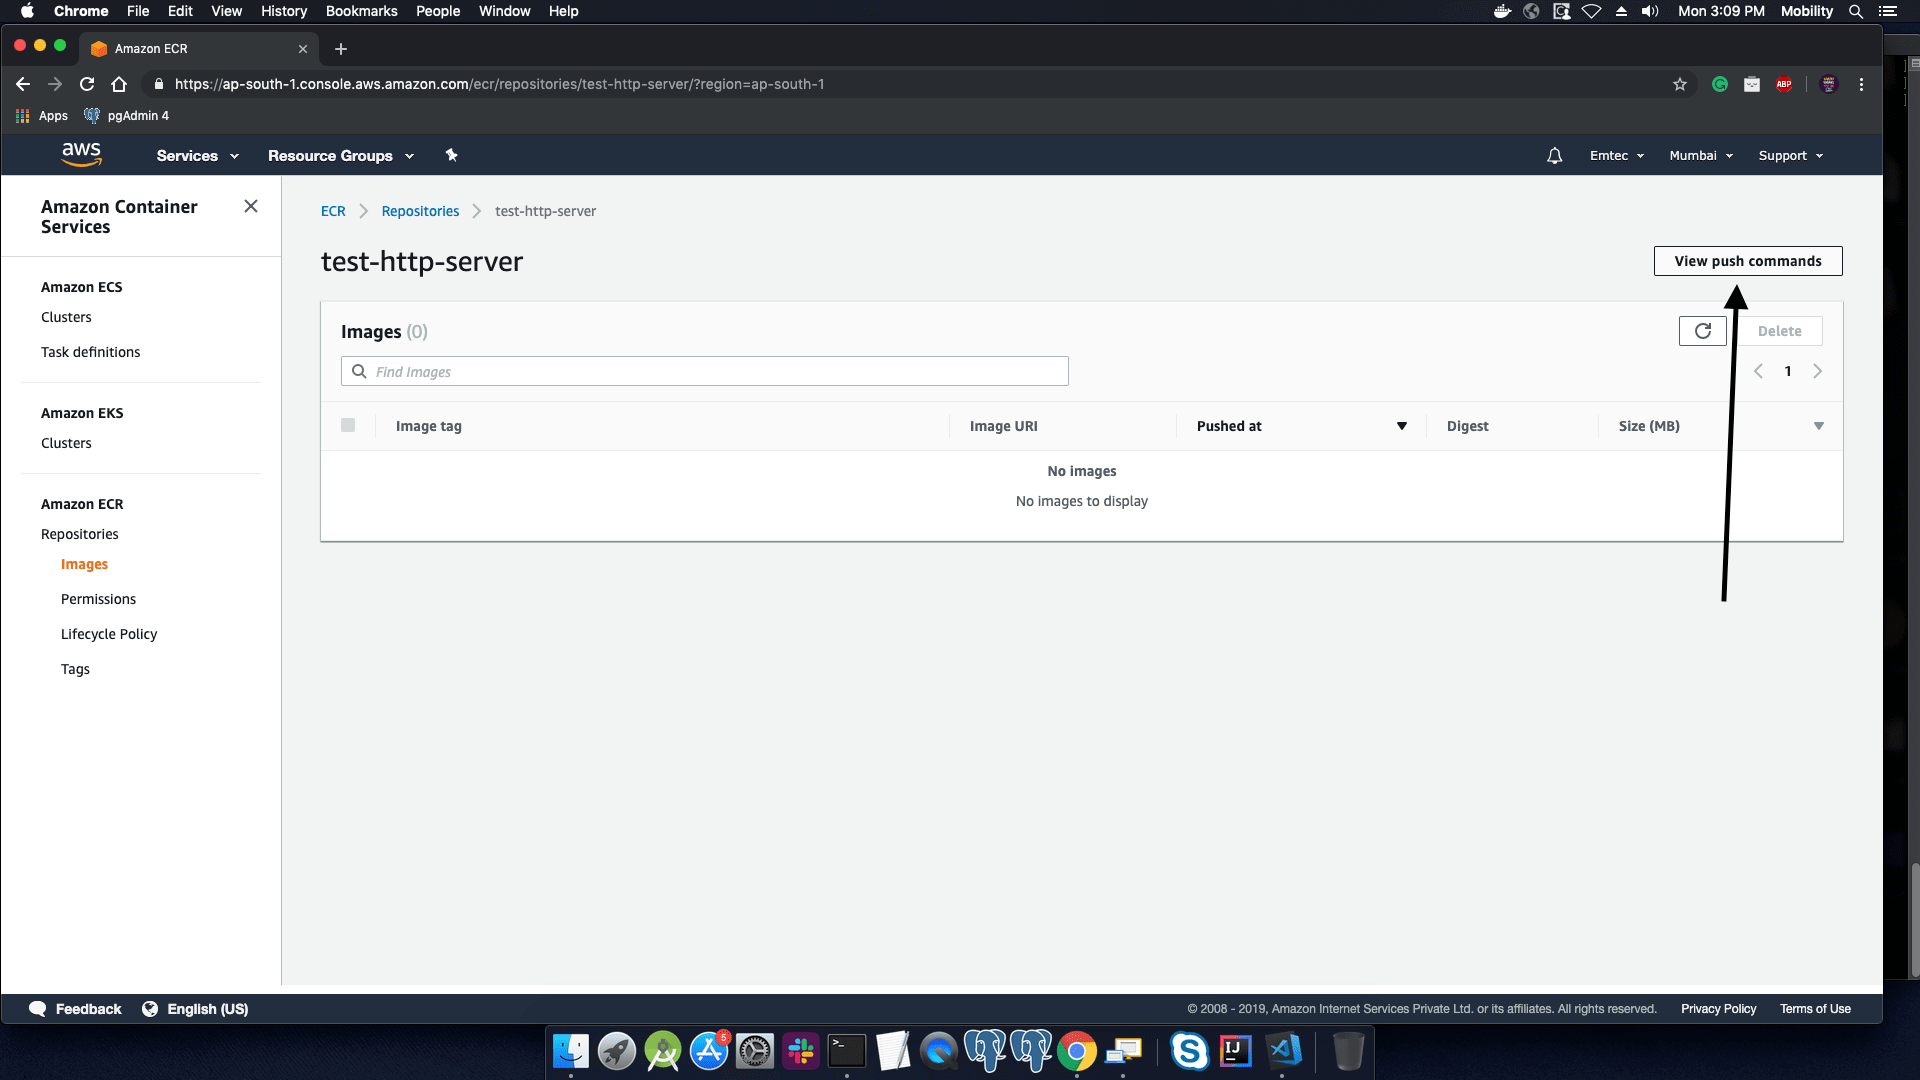 Chrome File Edit View History Bookmarks People Window Help Mon 3:09 PM Mobility
Amazon ECR
https://ap-south-1.console.aws.amazon.com/ecr/repositories/test-http-server/?region=ap-south-1 ABP
Apps pgAdmin 4
aws Services Resource Groups Emtec Mumbai Support
Amazon Container
Services
Amazon ECS
Clusters
Task definitions
Amazon EKS
Clusters
Amazon ECR
Repositories
Images
Permissions
Lifecycle Policy
Tags
ECR Repositories test-http-server
test-http-server
View push commands
Images (0)
Delete
Find Images
1
Image tag Image URI Pushed at Digest Size (MB)
No images
No images to display
Feedback English (US) © 2008 - 2019, Amazon Internet Services Private Ltd. or its affiliates. All rights reserved. Privacy Policy Terms of Use
5
>_
S
IJ